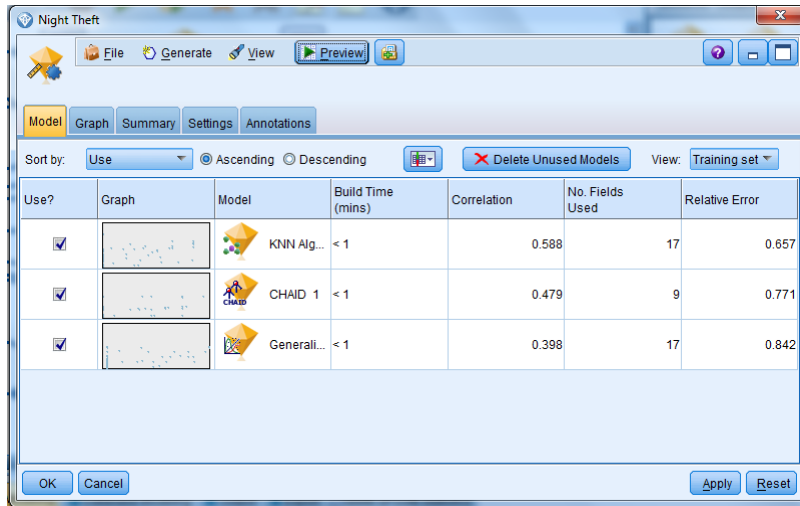 Night Theft
File Generate View Preview
Model Graph Summary Settings Annotations
Sort by: Use Ascending Descending Delete Unused Models View: Training set
Use? Graph Model Build Time (mins) Correlation No. Fields Used Relative Error
KNN Alg... < 1 0.588 17 0.657
CHAID CHAID 1 < 1 0.479 9 0.771
Generali... < 1 0.398 17 0.842
OK Cancel Apply Reset